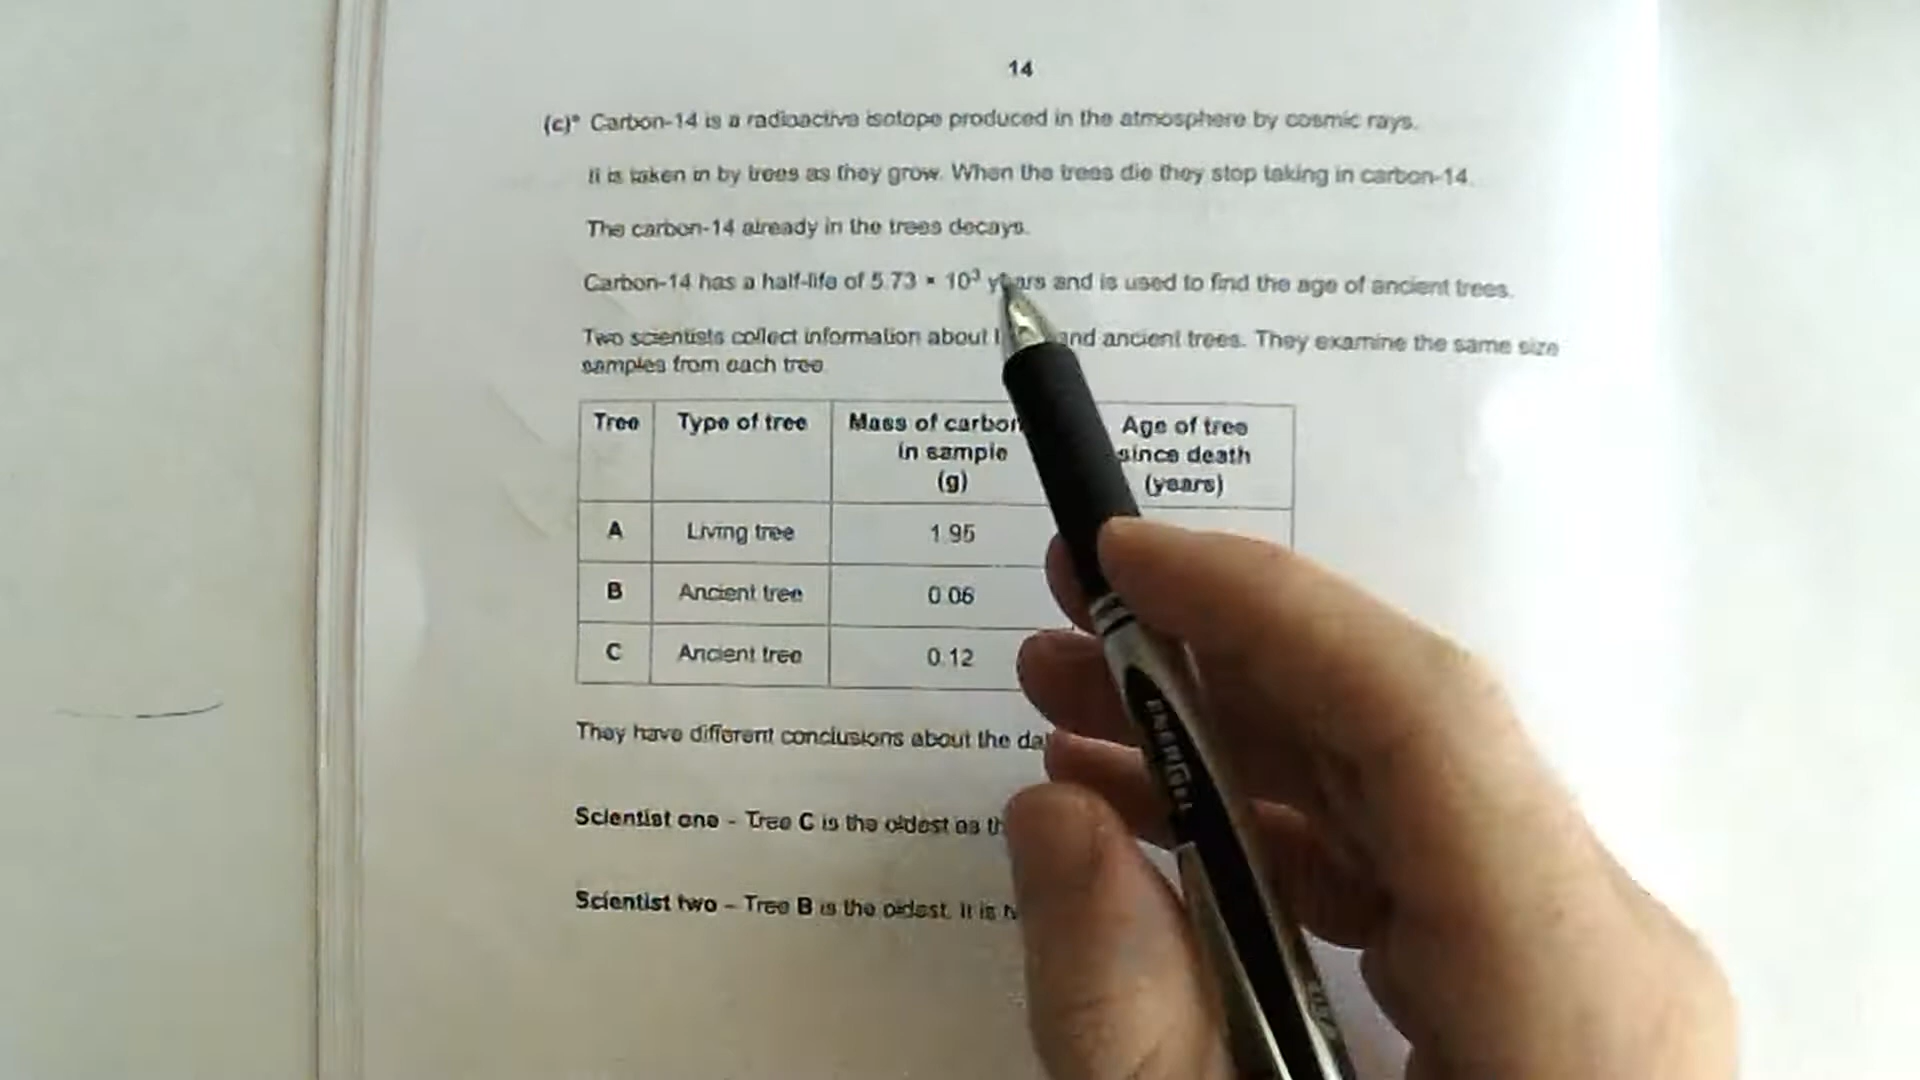 14
(c)* Carbon-14 is a radioactive isotope produced in the atmosphere by cosmic rays.
It is taken in by trees as they grow. When the trees die they stop taking in carbon-14.
The carbon-14 already in the trees decays.
Carbon-14 has a half-life of 5.73 × 10³ years and is used to find the age of ancient trees.
Two scientists collect information about and ancient trees. They examine the same size
samples from each tree.
Tree Type of tree Mass of carbon in sample (g) Age of tree since death (years)
A Living tree 1.95
B Ancient tree 0.06
C Ancient tree 0.12
They have different conclusions about the
Scientist one - Tree C is the oldest as
Scientist two – Tree B is the oldest. It is
ENERGEL